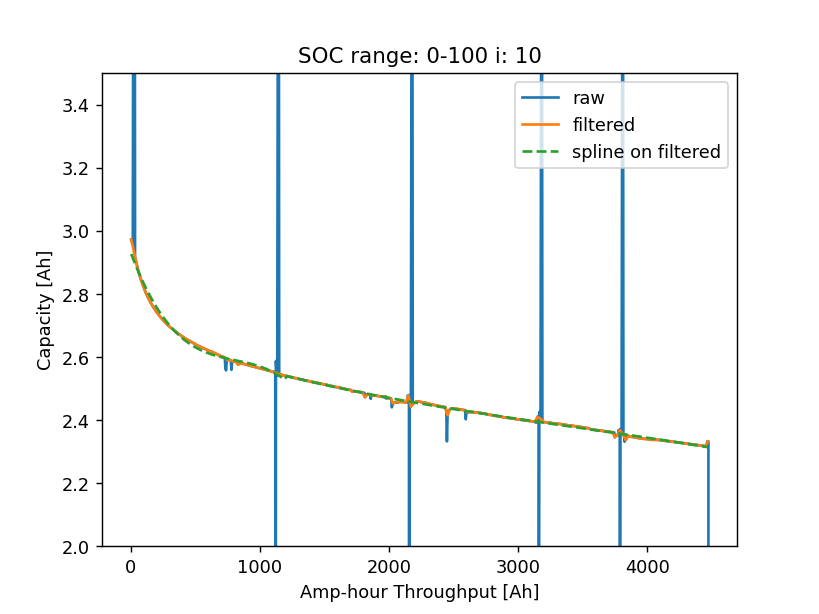 SOC range: 0-100 i: 10
raw
filtered
spline on filtered
3.4
3.2
3.0
2.8
2.6
2.4
2.2
2.0
Capacity [Ah]
0
1000
2000
3000
4000
Amp-hour Throughput [Ah]